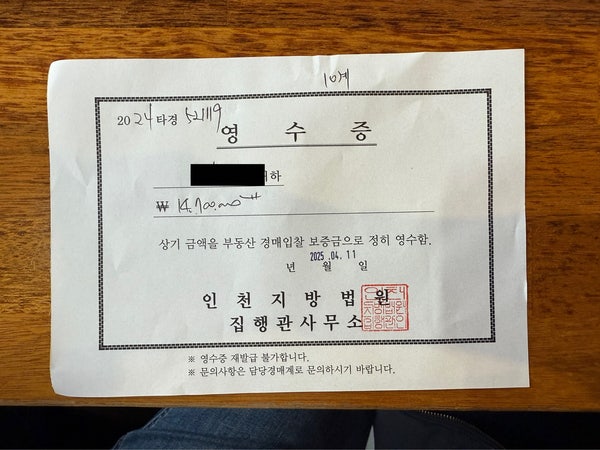 10계
2024타경 521119
영 수 증
귀하
₩ 14,700,000
상기 금액을 부동산 경매입찰 보증금으로 정히 영수함.
2025.04.11
년 월 일
인 천 지 방 법 원
집 행 관 사 무 소
※ 영수증 재발급 불가합니다.
※ 문의사항은 담당경매계로 문의하시기 바랍니다.